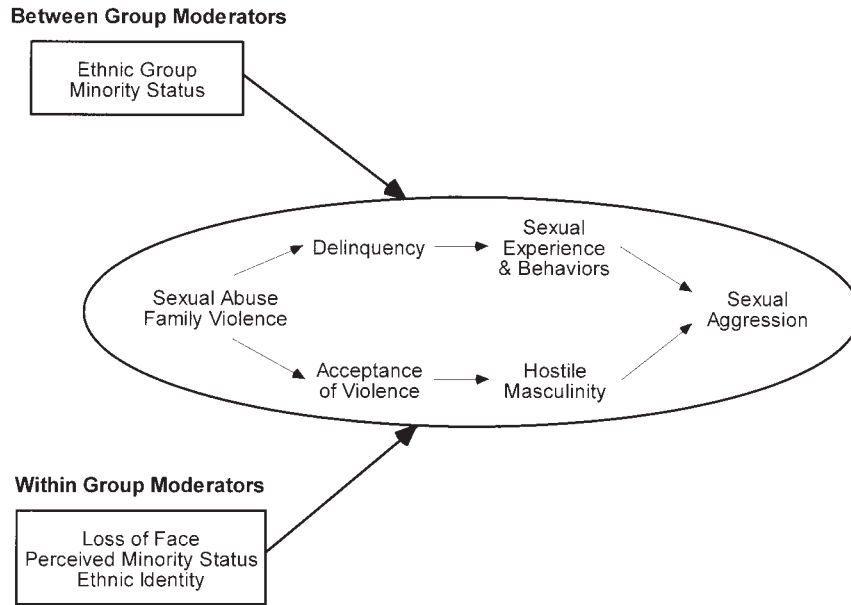 Between Group Moderators
Ethnic Group
Minority Status
Delinquency
Sexual
Experience
& Behaviors
Sexual Abuse
Family Violence
Sexual
Aggression
Acceptance
of Violence
Hostile
Masculinity
Within Group Moderators
Loss of Face
Perceived Minority Status
Ethnic Identity